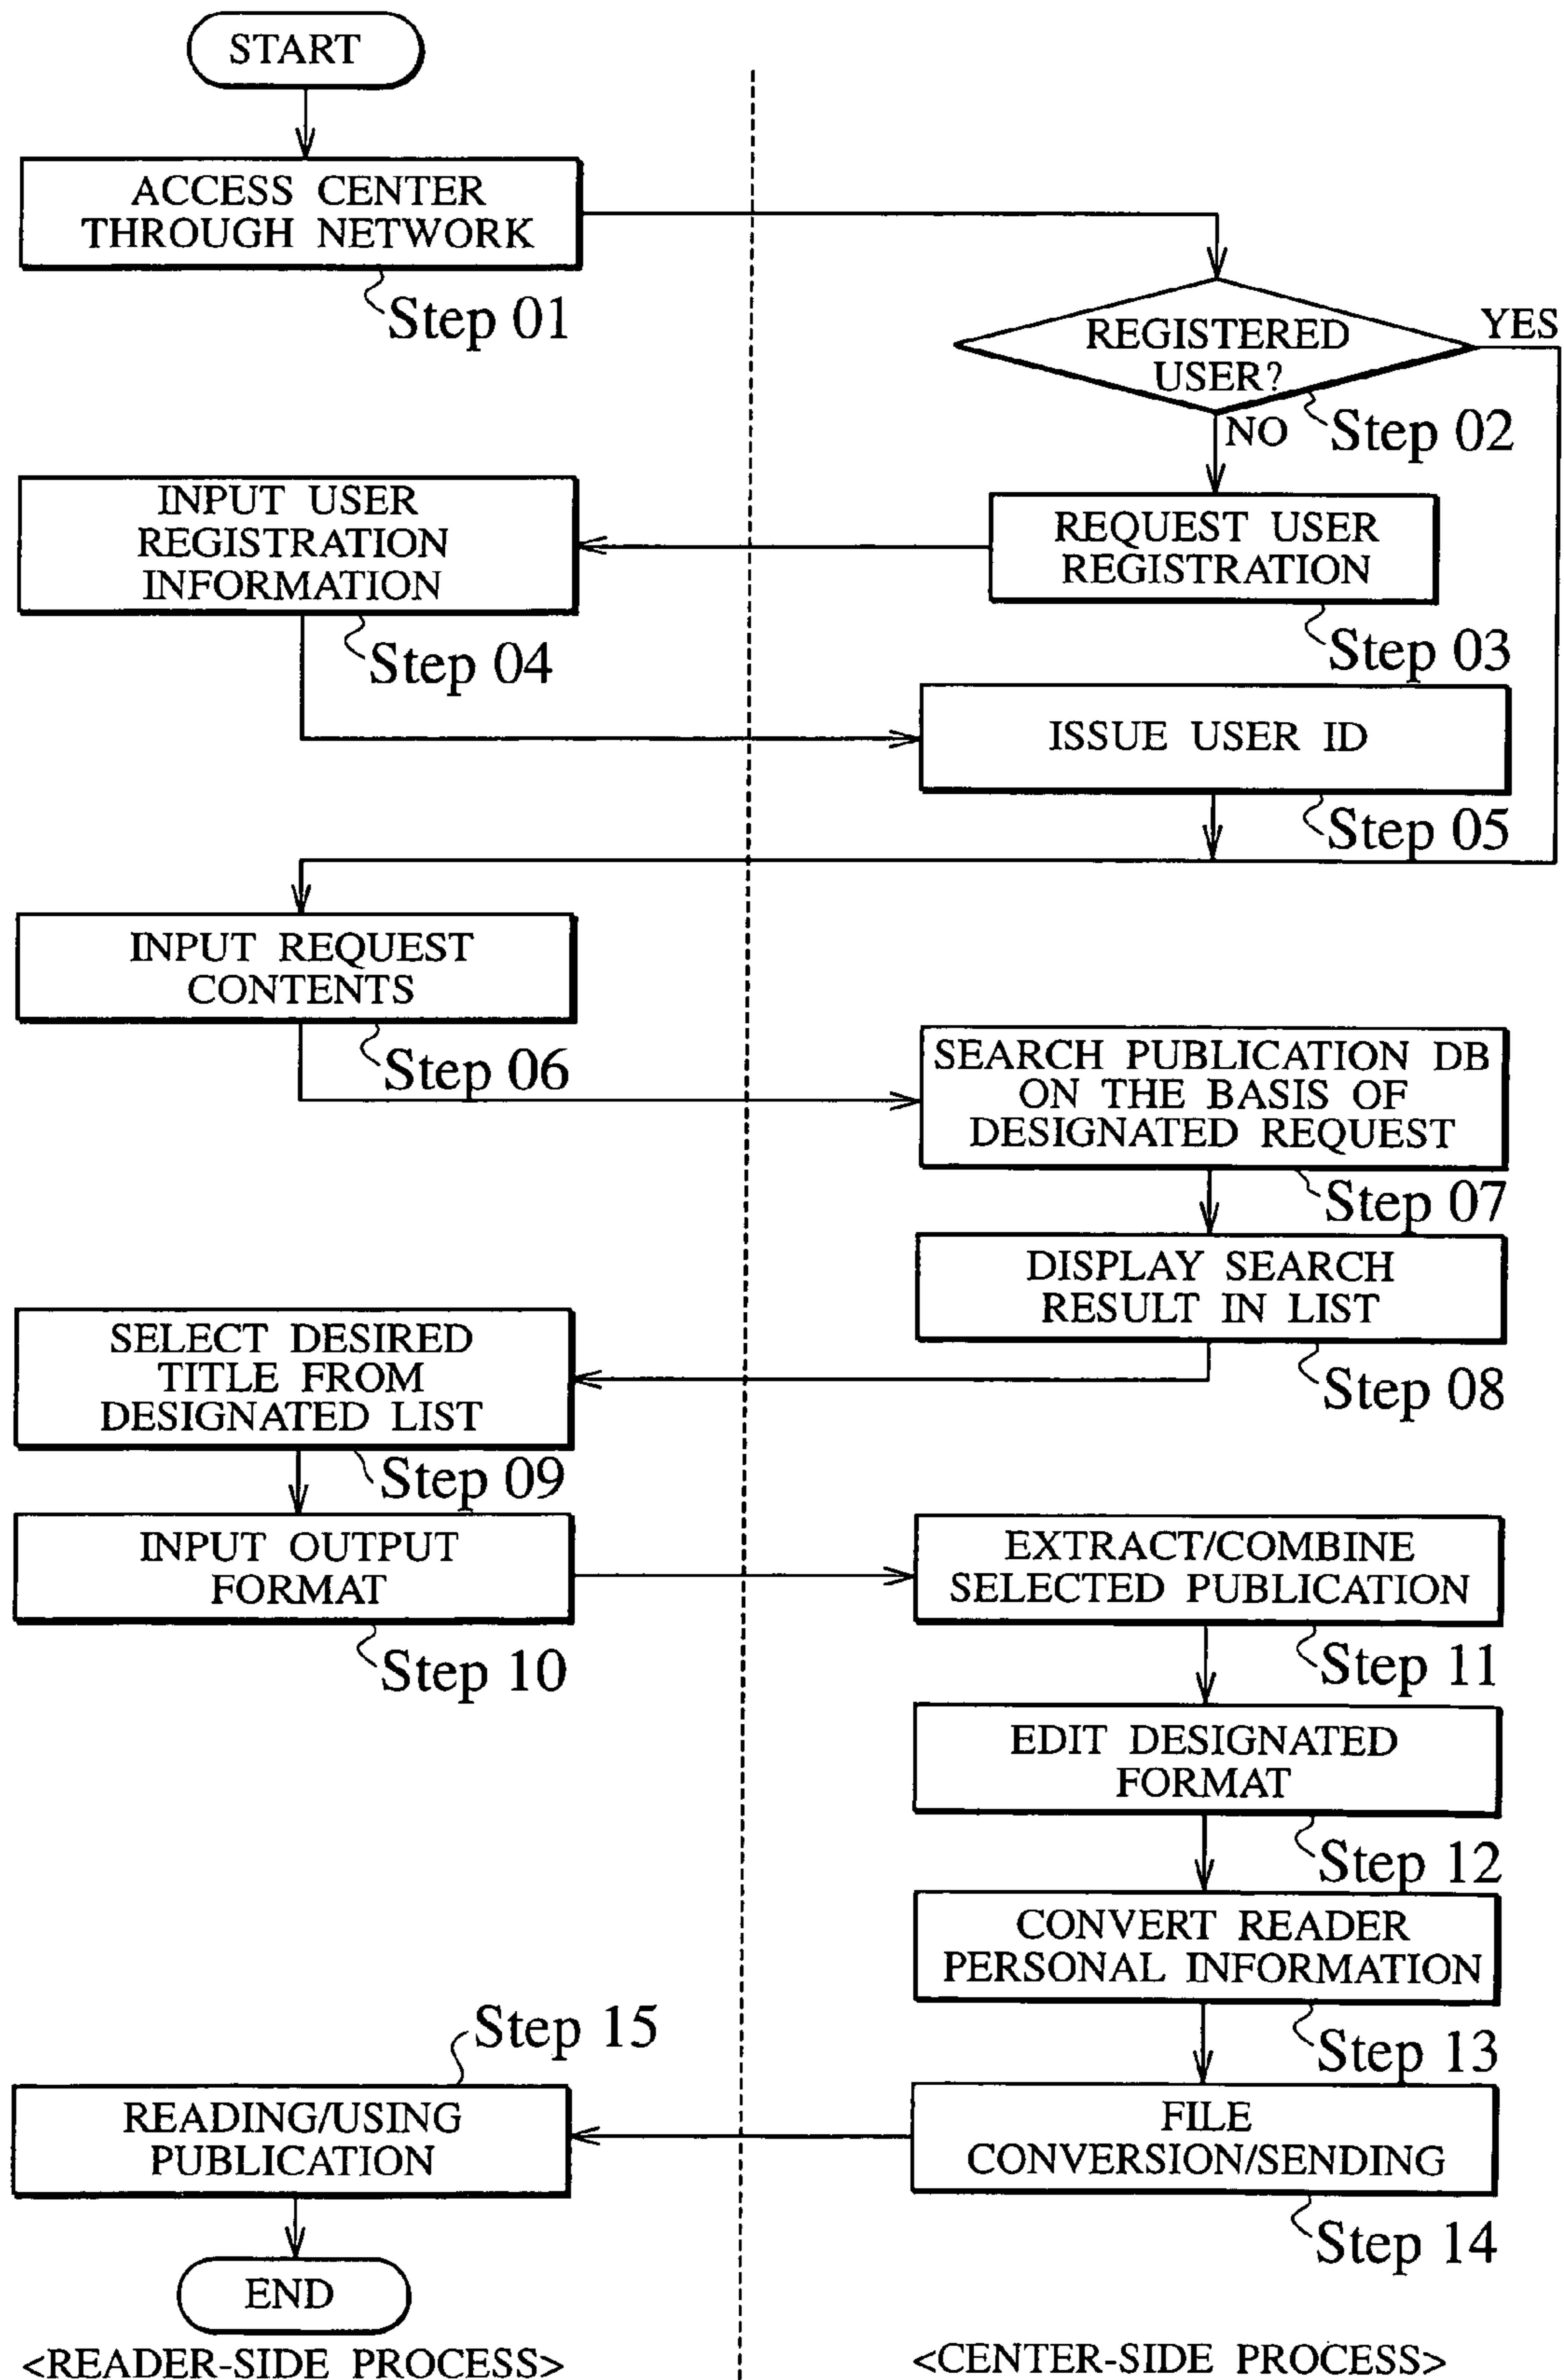 START
ACCESS CENTER
THROUGH NETWORK
Step 01
REGISTERED
USER?
YES
Step 02
NO
INPUT USER
REGISTRATION
INFORMATION
Step 04
REQUEST USER
REGISTRATION
Step 03
ISSUE USER ID
Step 05
INPUT REQUEST
CONTENTS
Step 06
SEARCH PUBLICATION DB
ON THE BASIS OF
DESIGNATED REQUEST
Step 07
DISPLAY SEARCH
RESULT IN LIST
Step 08
SELECT DESIRED
TITLE FROM
DESIGNATED LIST
Step 09
INPUT OUTPUT
FORMAT
Step 10
EXTRACT/COMBINE
SELECTED PUBLICATION
Step 11
EDIT DESIGNATED
FORMAT
Step 12
CONVERT READER
PERSONAL INFORMATION
Step 13
FILE
CONVERSION/SENDING
Step 14
Step 15
READING/USING
PUBLICATION
END
<READER-SIDE PROCESS>
<CENTER-SIDE PROCESS>